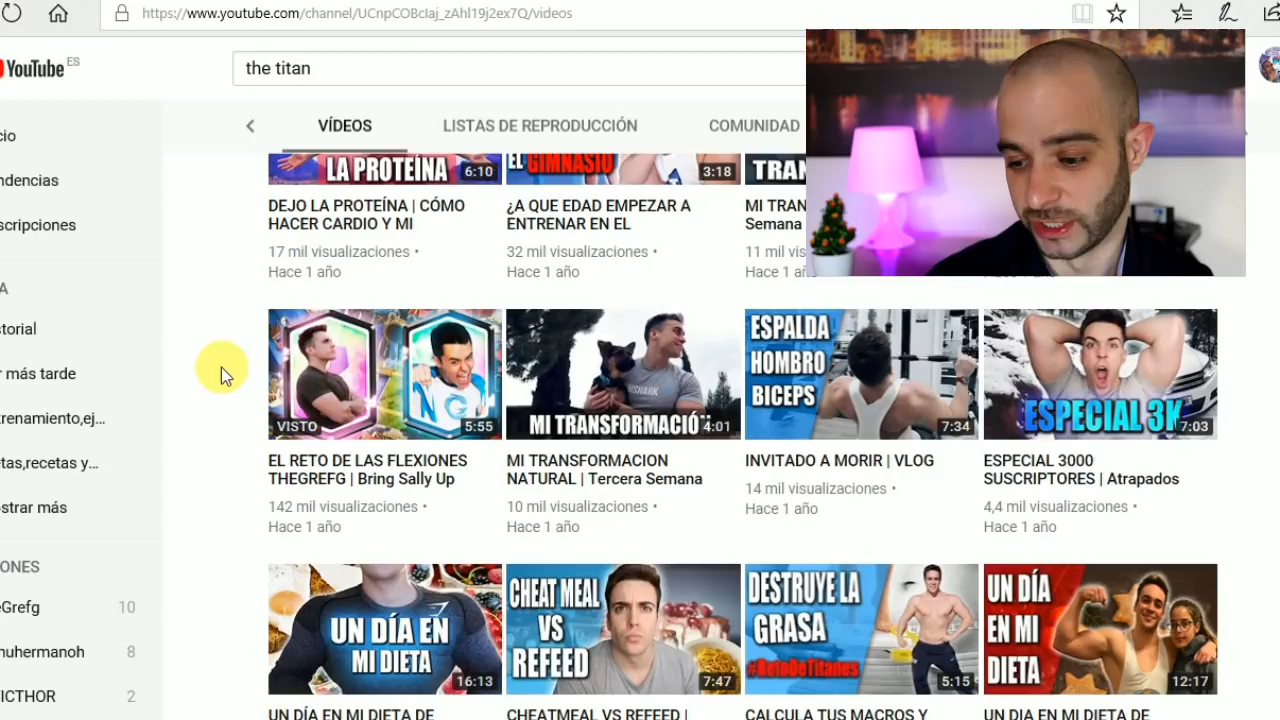 https://www.youtube.com/channel/UCnpCOBcIaj_zAhl19j2ex7Q/videos
YouTube ES
the titan
cio
VÍDEOS
LISTAS DE REPRODUCCIÓN
COMUNIDAD
ndencias
scripciones
LA PROTEÍNA
6:10
EL GIMNASIO
3:18
TRAN
DEJO LA PROTEÍNA | CÓMO
HACER CARDIO Y MI
17 mil visualizaciones •
Hace 1 año
¿A QUE EDAD EMPEZAR A
ENTRENAR EN EL
32 mil visualizaciones •
Hace 1 año
MI TRAN
Semana
11 mil vis
Hace 1 añ
A
torial
r más tarde
trenamiento,ej...
tas,recetas y...
strar más
VISTO
5:55
MI TRANSFORMACIÓ
4:01
ESPALDA
HOMBRO
BICEPS
7:34
ESPECIAL 3K
7:03
EL RETO DE LAS FLEXIONES
THEGREFG | Bring Sally Up
142 mil visualizaciones •
Hace 1 año
MI TRANSFORMACION
NATURAL | Tercera Semana
10 mil visualizaciones •
Hace 1 año
INVITADO A MORIR | VLOG
14 mil visualizaciones •
Hace 1 año
ESPECIAL 3000
SUSCRIPTORES | Atrapados
4,4 mil visualizaciones •
Hace 1 año
ONES
eGrefg 10
nuhermanoh 8
ICTHOR 2
UN DÍA EN
MI DIETA
16:13
CHEAT MEAL
VS
REFEED
7:47
DESTRUYE LA
GRASA
#RetoDeTitanes
5:15
UN DÍA
EN MI
DIETA
12:17
UN DÍA EN MI DIETA DE
CHEATMEAL VS REFEED |
CALCULA TUS MACROS Y
UN DIA EN MI DIETA DE